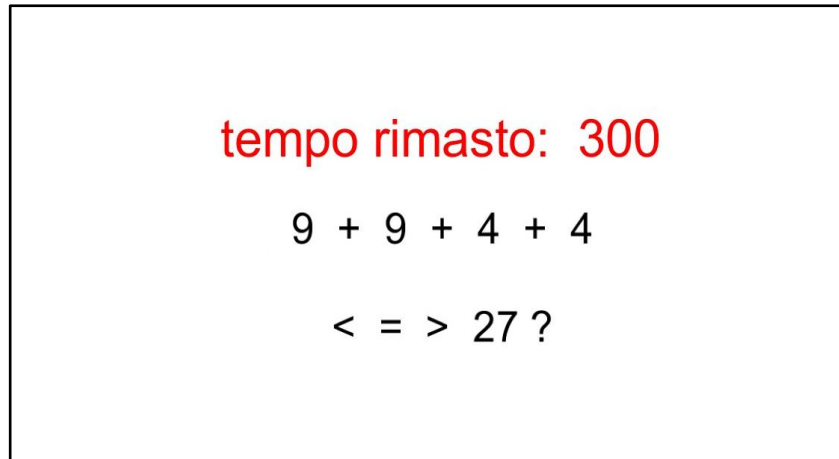 tempo rimasto: 300
9 + 9 + 4 + 4
< = > 27 ?